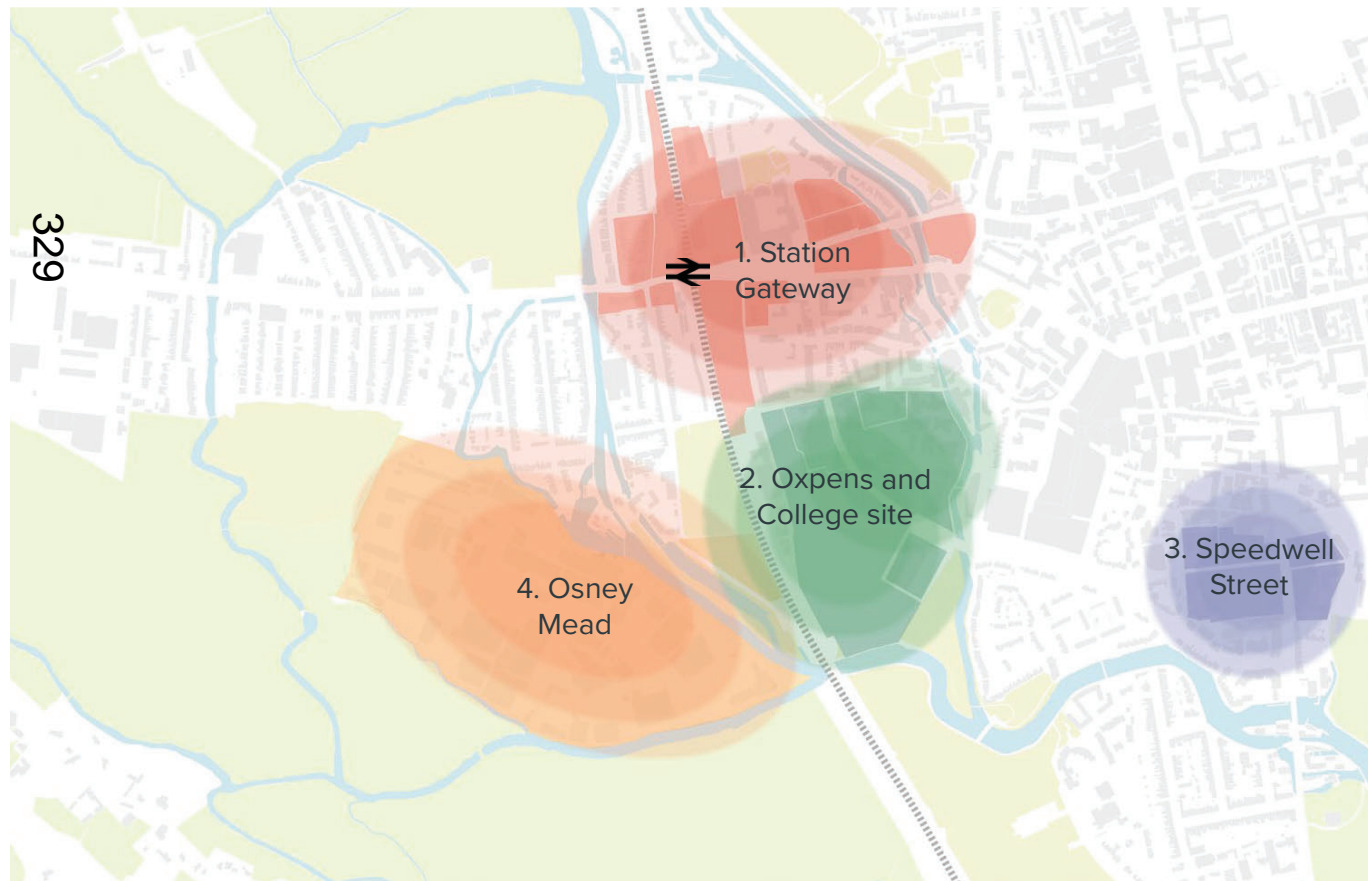 329
1. Station
Gateway
2. Oxpens and
College site
3. Speedwell
Street
4. Osney
Mead